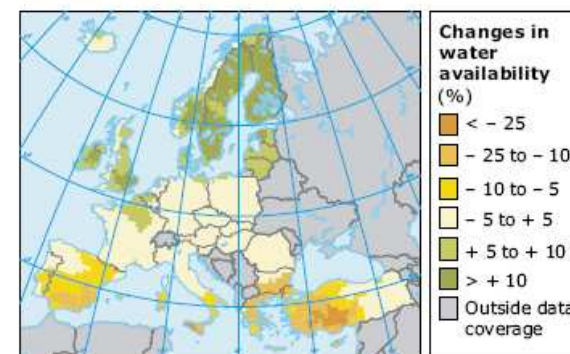 Changes in
water
availability
(%)
< – 25
– 25 to – 10
– 10 to – 5
– 5 to + 5
+ 5 to + 10
> + 10
Outside data
coverage